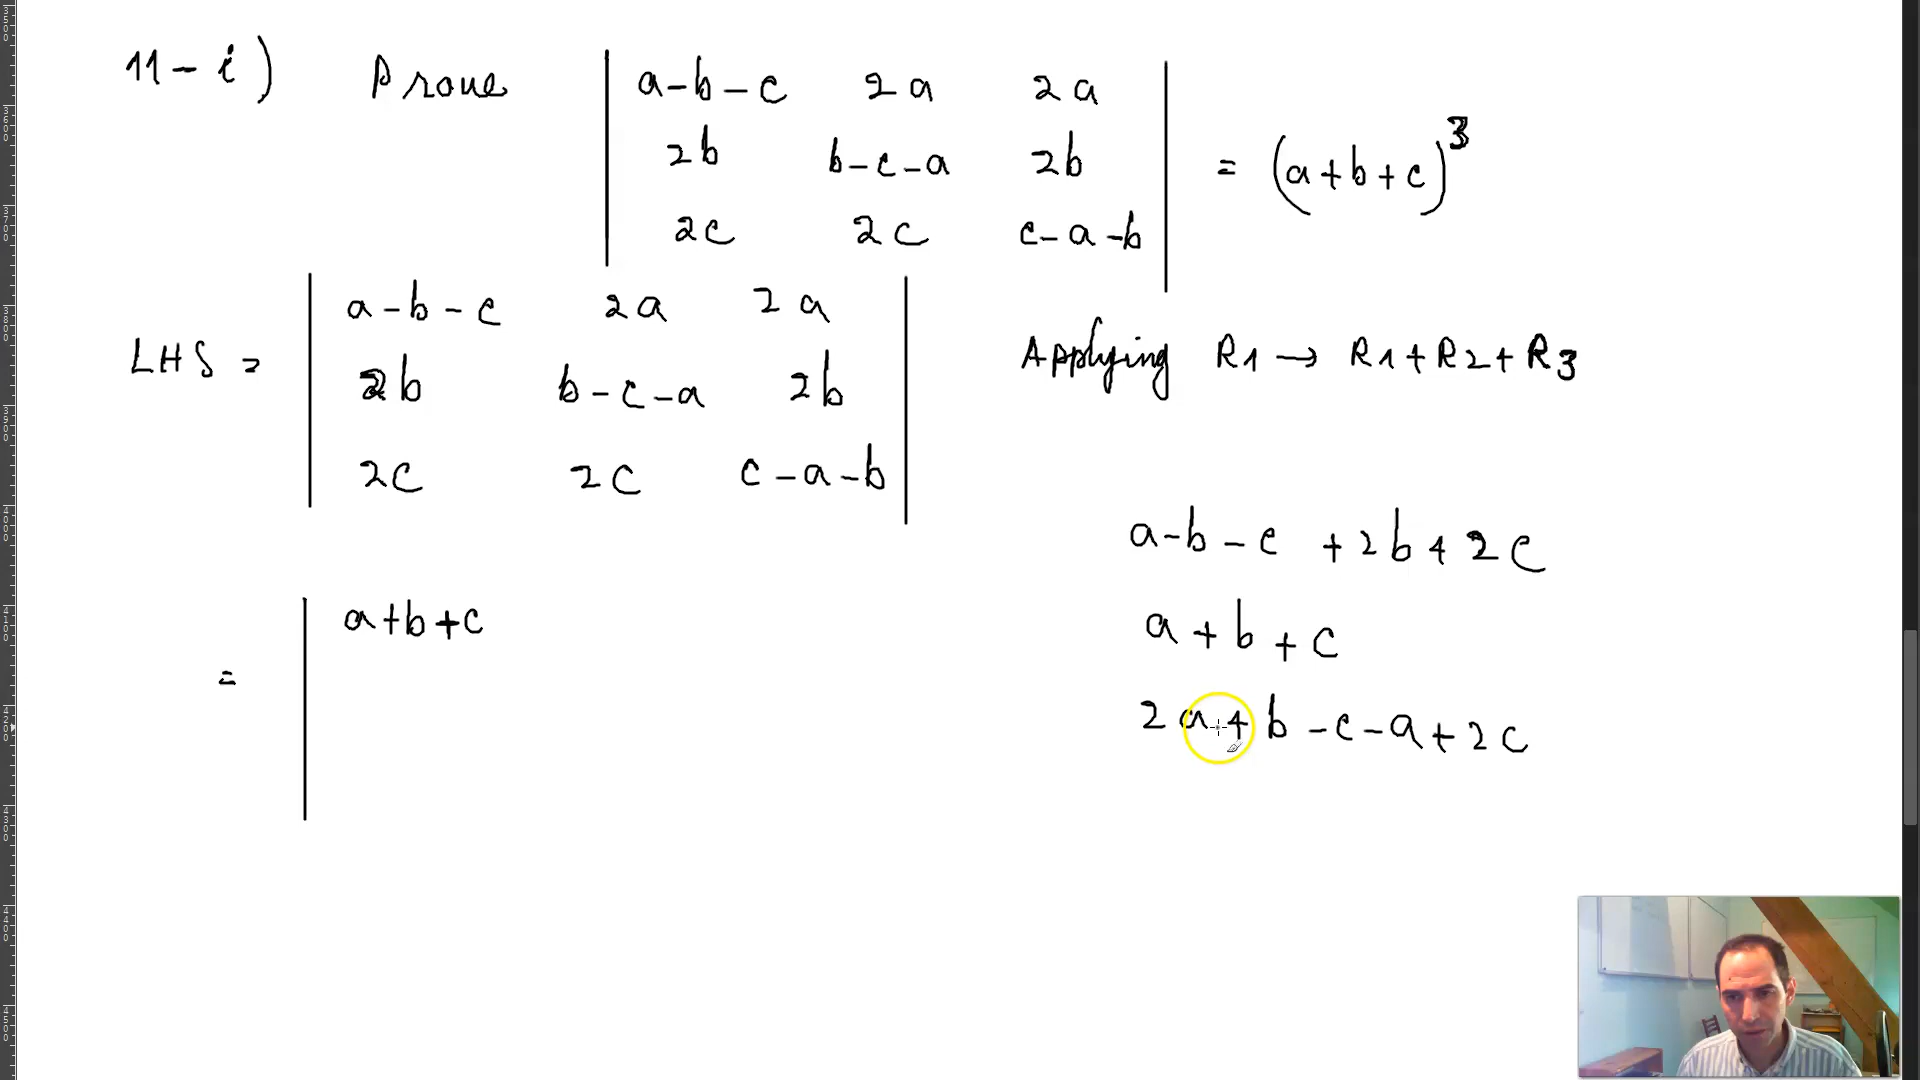 11-i) Prove | a-b-c 2a 2a |
| 2b b-c-a 2b | = (a+b+c)^3
| 2c 2c c-a-b |
| a-b-c 2a 2a |
LHS = | 2b b-c-a 2b | Applying R1 → R1+R2+R3
| 2c 2c c-a-b |
a-b-c +2b+2c
= | a+b+c
a+b+c
2a+b-c-a+2c